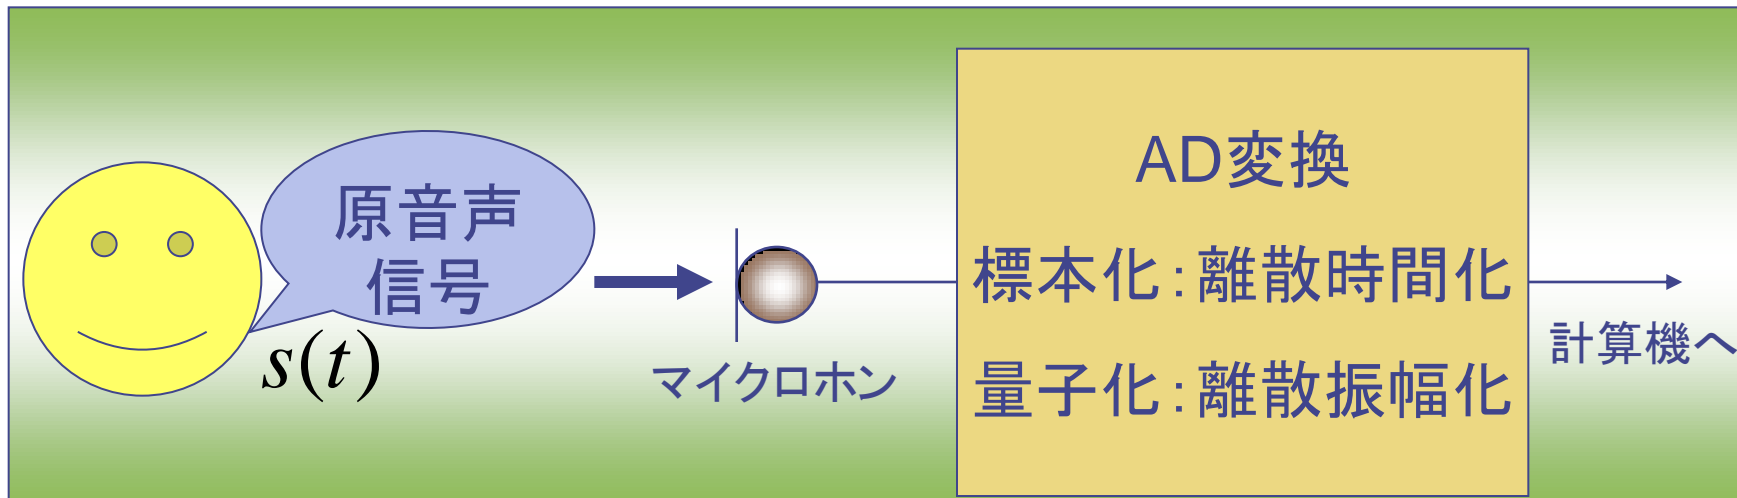 原音声
信号
s(t)
マイクロホン
AD変換
標本化:離散時間化
量子化:離散振幅化
計算機へ